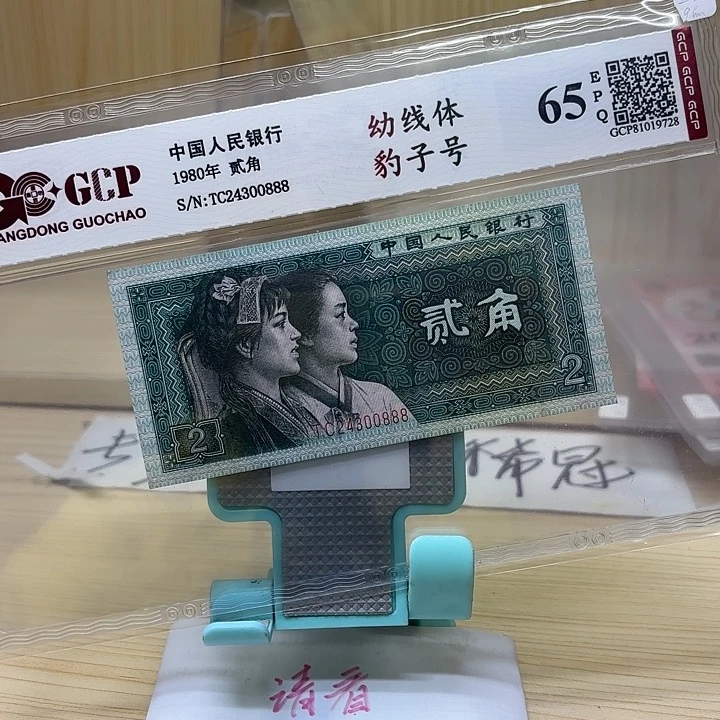 GCP GCP GCP
GCP
ANGDONG GUOCHAO
中国人民银行
1980年 贰角
S/N:TC24300888
幼线体
豹子号
65
EPQ
GCP81019728
中国人民银行
贰角
2
2
TC24300888
稀冠
请看